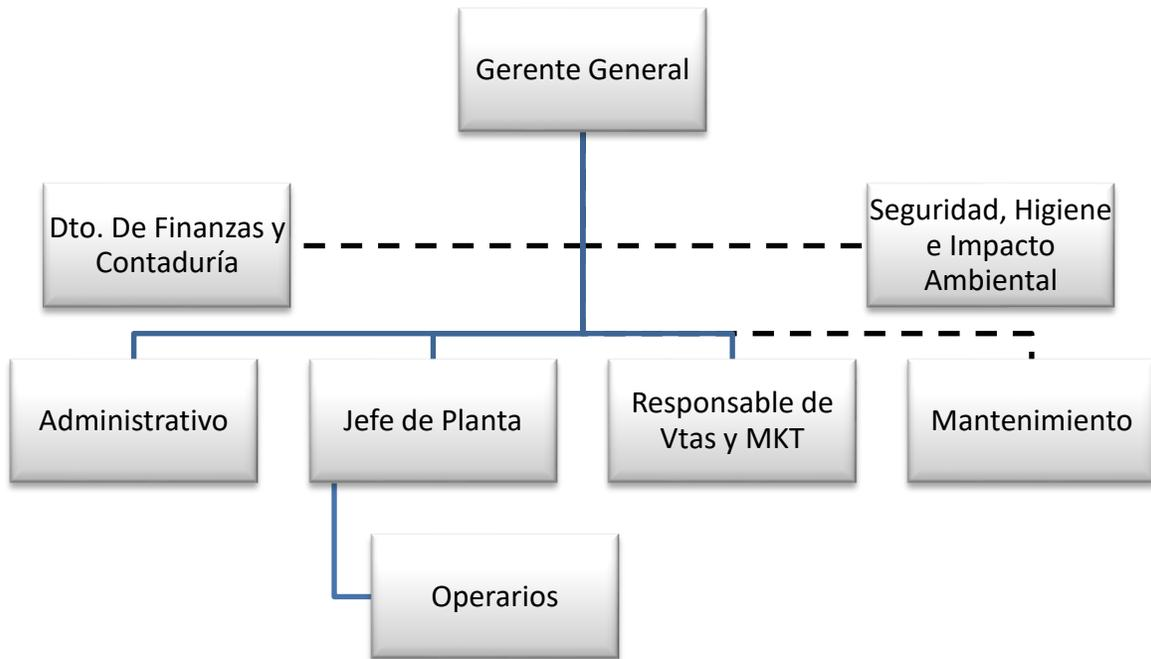 Gerente General
Dto. De Finanzas y
Contaduría
Seguridad, Higiene
e Impacto
Ambiental
Administrativo
Jefe de Planta
Responsable de
Vtas y MKT
Mantenimiento
Operarios